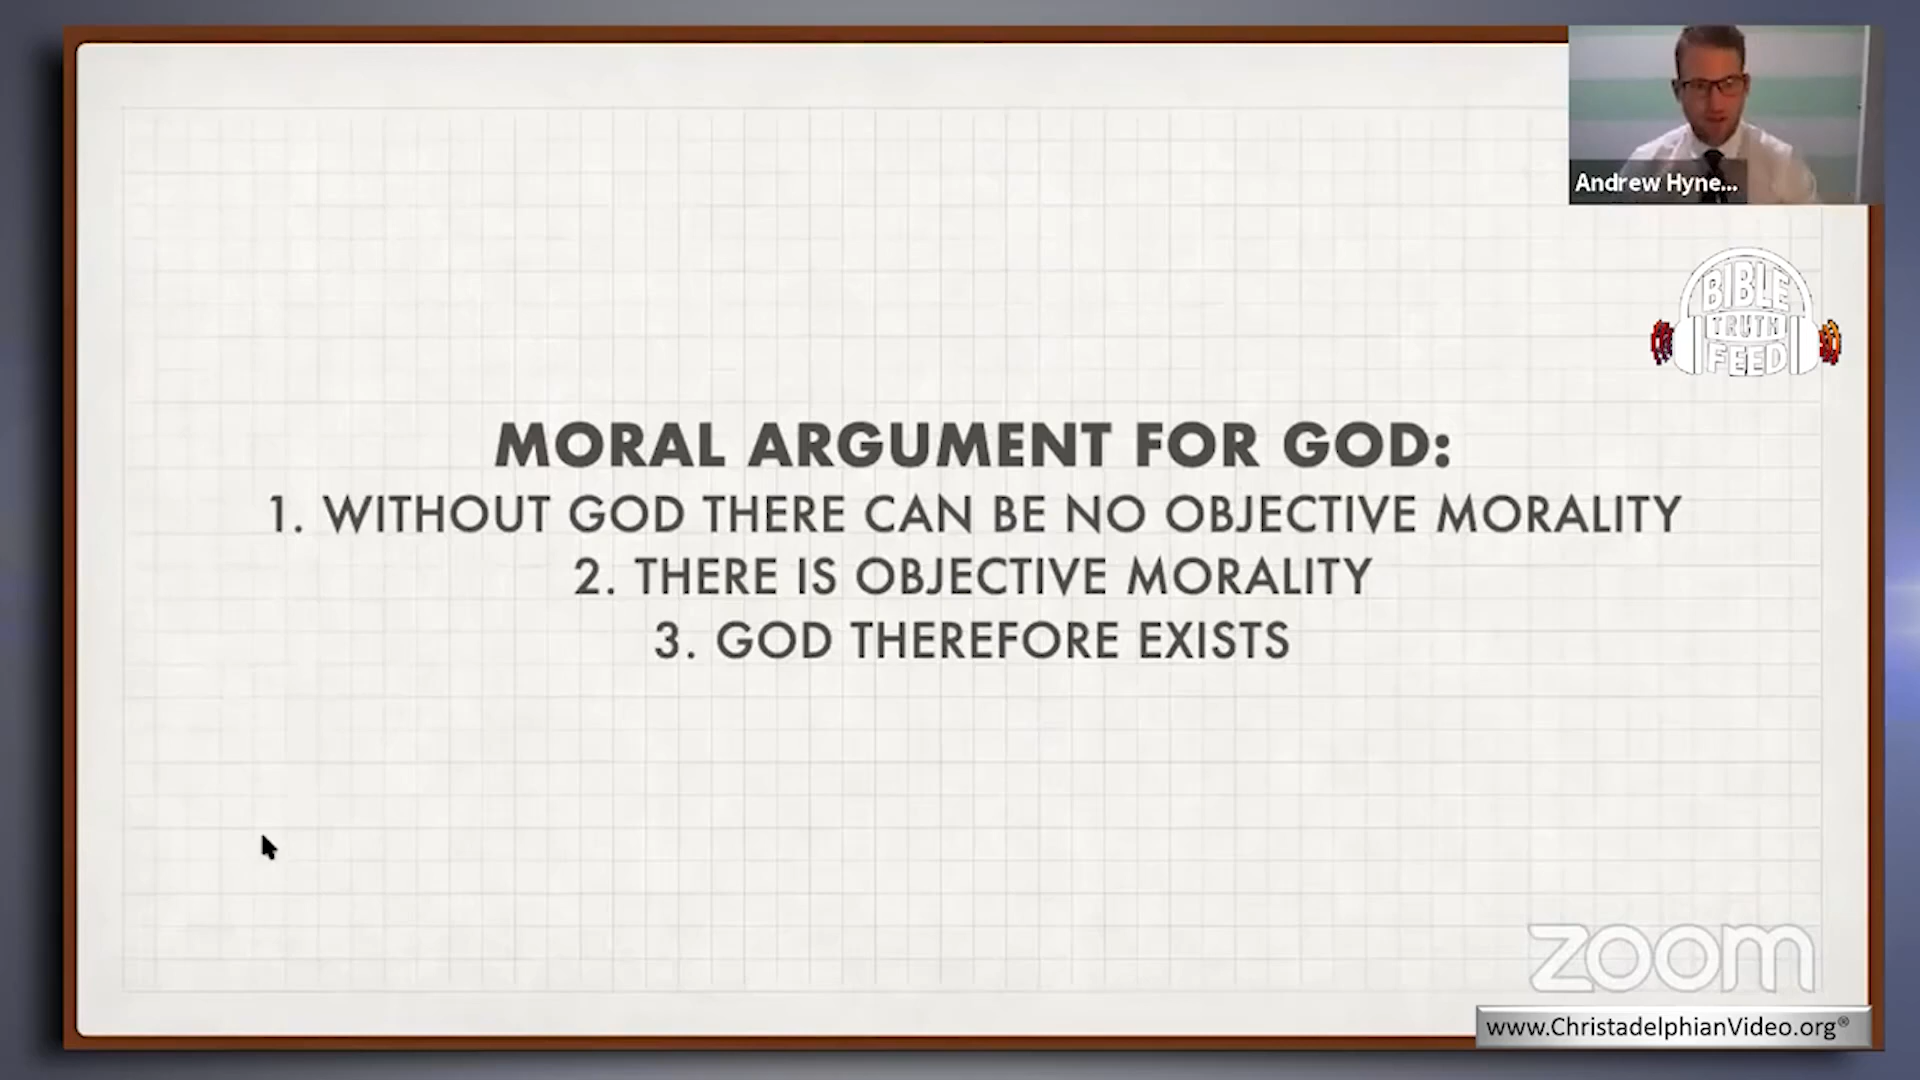 Andrew Hyne...
BIBLE
TRUTH
FEED
MORAL ARGUMENT FOR GOD:
1. WITHOUT GOD THERE CAN BE NO OBJECTIVE MORALITY
2. THERE IS OBJECTIVE MORALITY
3. GOD THEREFORE EXISTS
zoom
www.ChristadelphianVideo.org®